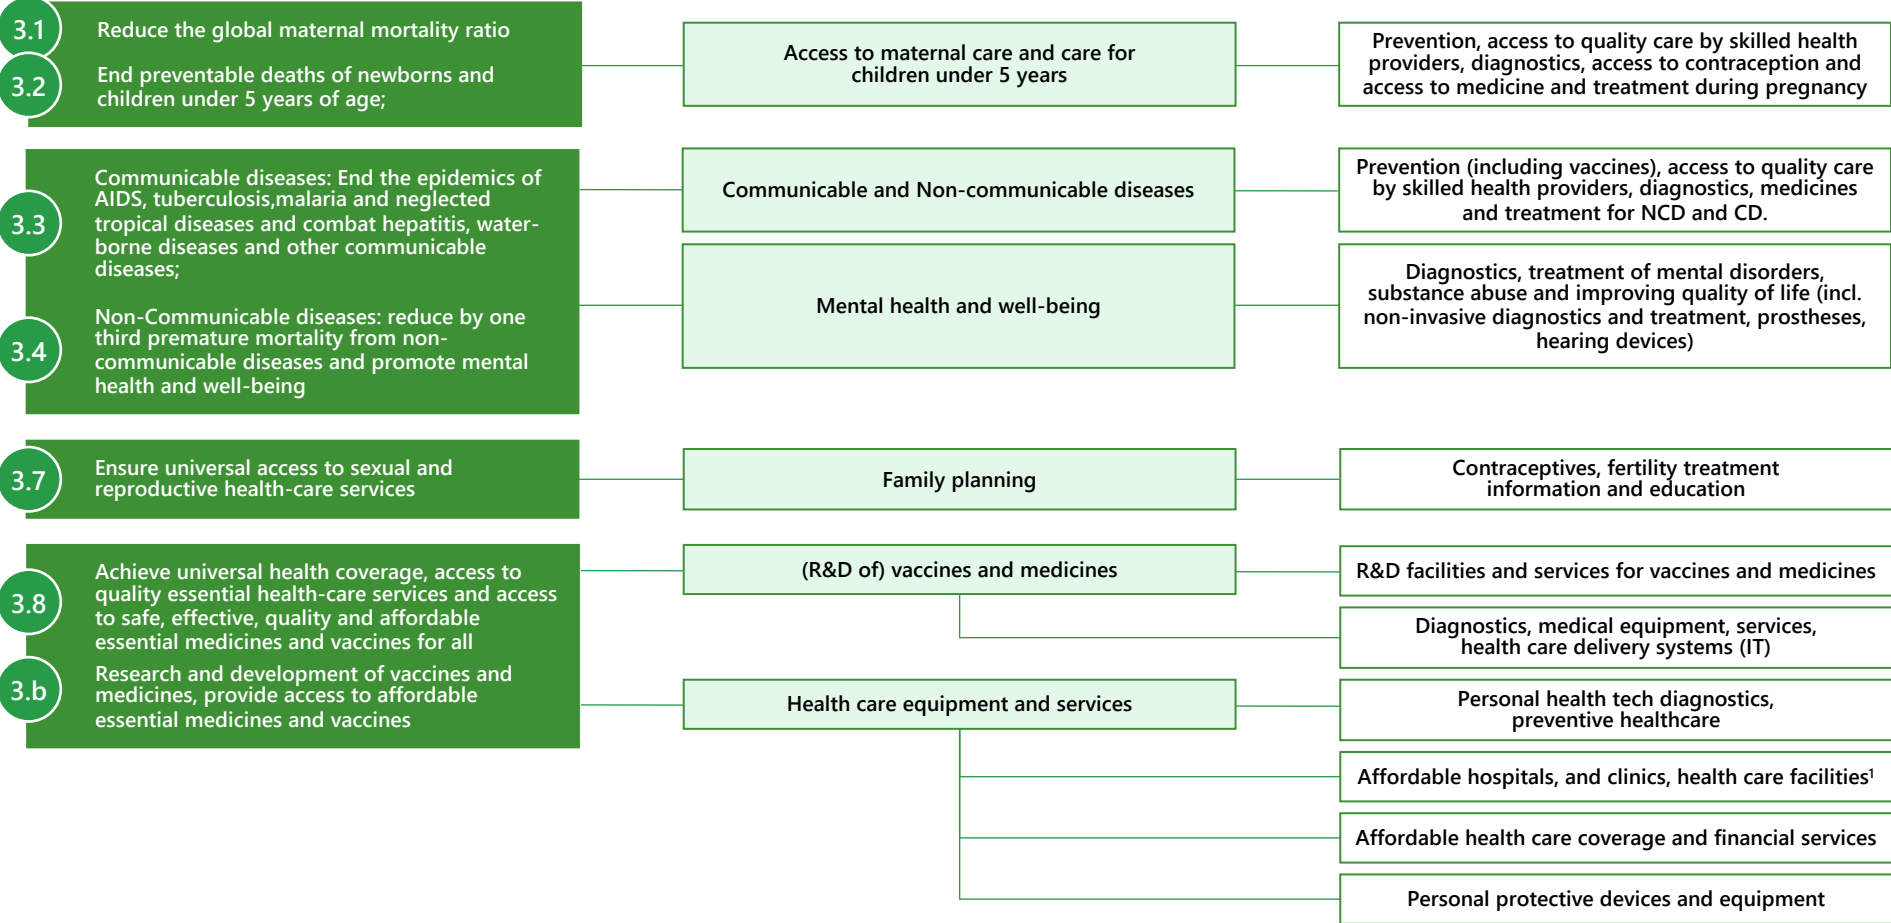 3.1
Reduce the global maternal mortality ratio
3.2
End preventable deaths of newborns and
children under 5 years of age;
Access to maternal care and care for
children under 5 years
Prevention, access to quality care by skilled health
providers, diagnostics, access to contraception and
access to medicine and treatment during pregnancy
3.3
Communicable diseases: End the epidemics of
AIDS, tuberculosis,malaria and neglected
tropical diseases and combat hepatitis, water-
borne diseases and other communicable
diseases;
3.4
Non-Communicable diseases: reduce by one
third premature mortality from non-
communicable diseases and promote mental
health and well-being
Communicable and Non-communicable diseases
Prevention (including vaccines), access to quality care
by skilled health providers, diagnostics, medicines
and treatment for NCD and CD.
Mental health and well-being
Diagnostics, treatment of mental disorders,
substance abuse and improving quality of life (incl.
non-invasive diagnostics and treatment, prostheses,
hearing devices)
3.7
Ensure universal access to sexual and
reproductive health-care services
Family planning
Contraceptives, fertility treatment
information and education
3.8
Achieve universal health coverage, access to
quality essential health-care services and access
to safe, effective, quality and affordable
essential medicines and vaccines for all
3.b
Research and development of vaccines and
medicines, provide access to affordable
essential medicines and vaccines
(R&D of) vaccines and medicines
R&D facilities and services for vaccines and medicines
Diagnostics, medical equipment, services,
health care delivery systems (IT)
Health care equipment and services
Personal health tech diagnostics,
preventive healthcare
Affordable hospitals, and clinics, health care facilities¹
Affordable health care coverage and financial services
Personal protective devices and equipment